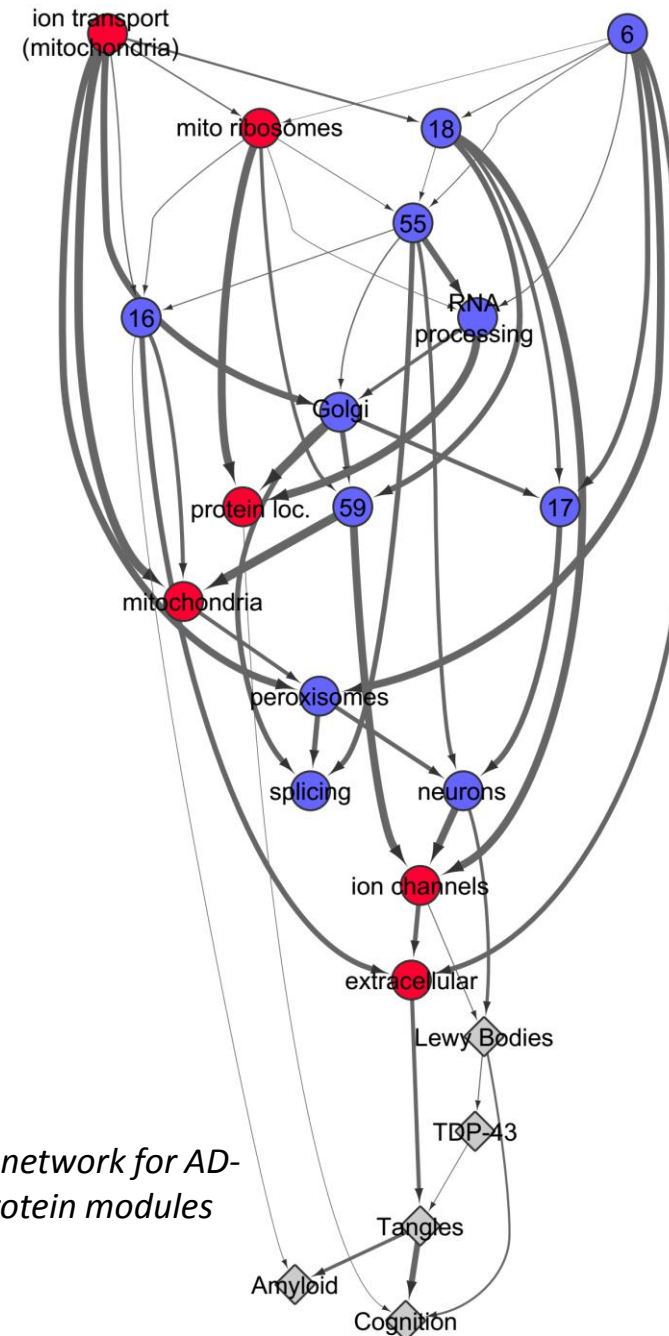 ion transport
(mitochondria)
6
mito ribosomes
18
55
16
RNA
processing
Golgi
protein loc.
59
17
mitochondria
peroxisomes
splicing
neurons
ion channels
extracellular
Lewy Bodies
TDP-43
network for AD-
rotein modules
Tangles
Amyloid
Cognition